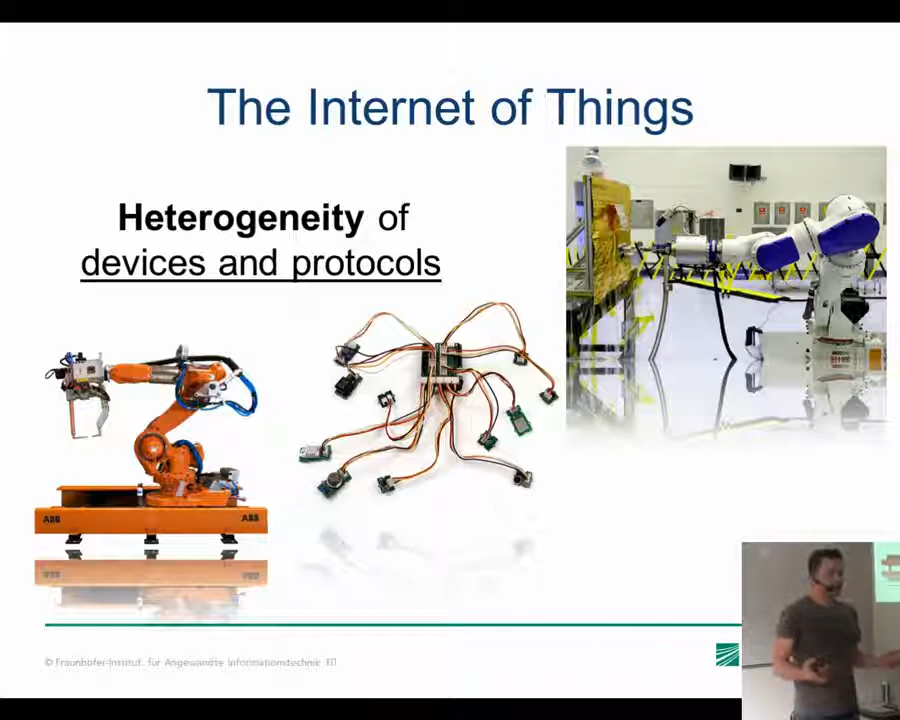 The Internet of Things
Heterogeneity of
devices and protocols
ABB ABB
© Fraunhofer-Institut für Angewandte Informationstechnik FIT